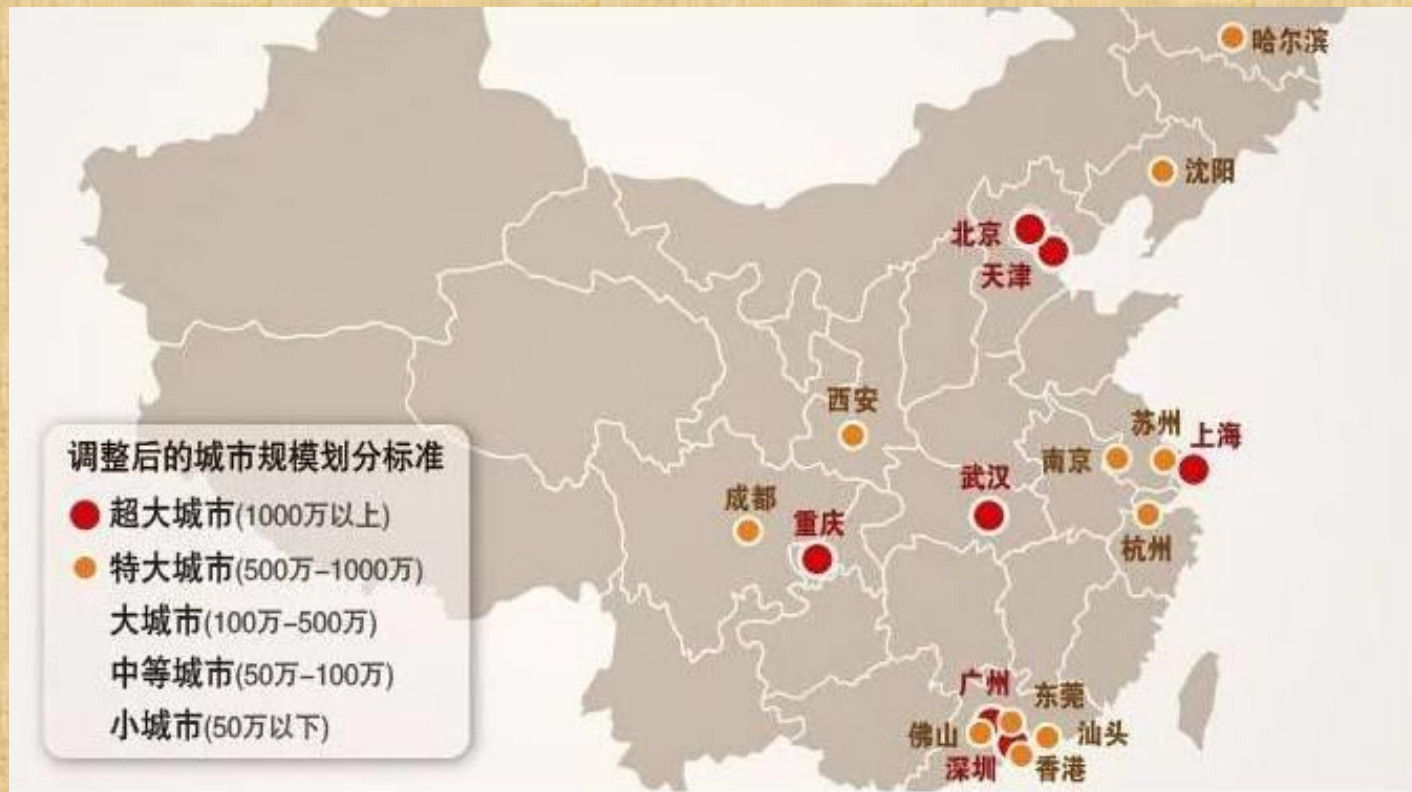 哈尔滨
沈阳
北京
天津
西安
苏州
上海
南京
武汉
成都
重庆
杭州
广州
东莞
佛山
汕头
深圳
香港
调整后的城市规模划分标准
超大城市(1000万以上)
特大城市(500万–1000万)
大城市(100万–500万)
中等城市(50万–100万)
小城市(50万以下)